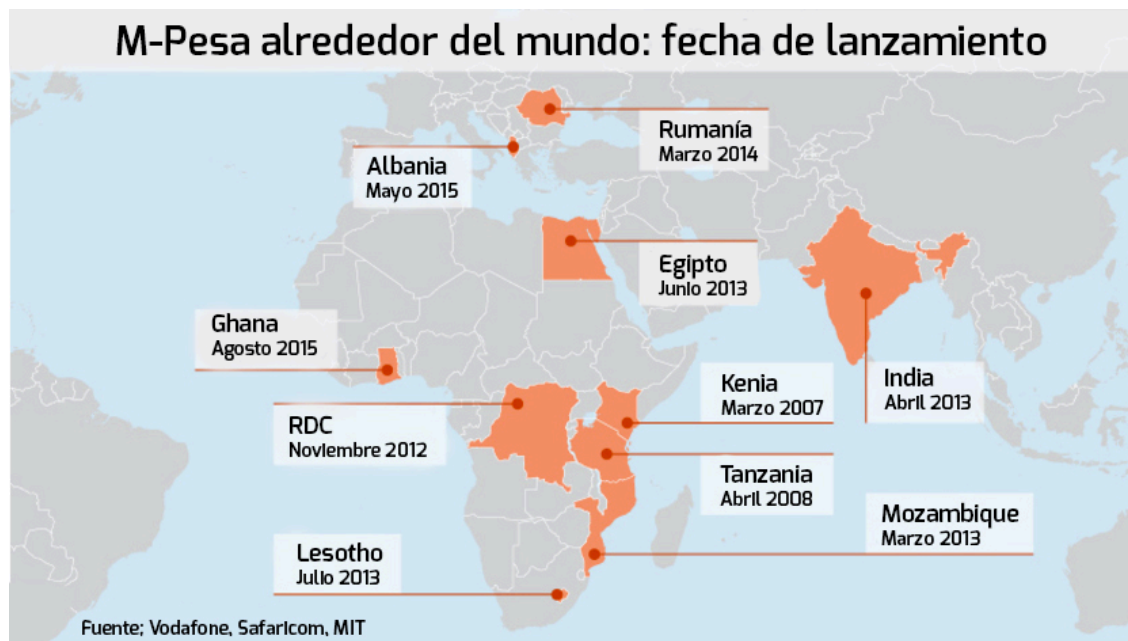 M-Pesa alrededor del mundo: fecha de lanzamiento
Rumanía
Marzo 2014
Albania
Mayo 2015
Egipto
Junio 2013
Ghana
Agosto 2015
Kenia
Marzo 2007
India
Abril 2013
RDC
Noviembre 2012
Tanzania
Abril 2008
Mozambique
Marzo 2013
Lesotho
Julio 2013
Fuente; Vodafone, Safaricom, MIT